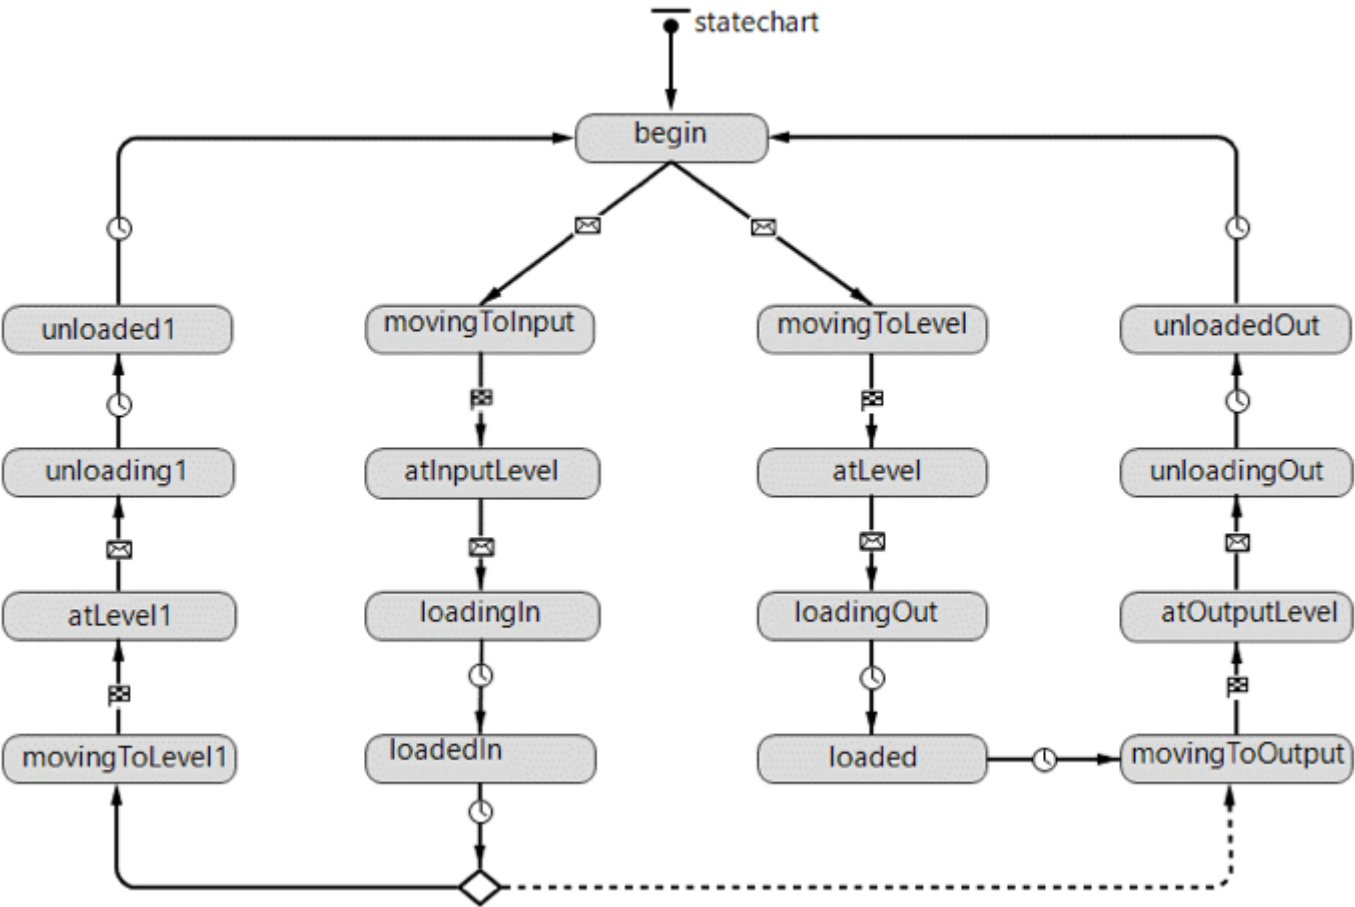 statechart
begin
unloaded1
movingToInput
movingToLevel
unloadedOut
unloading1
atInputLevel
atLevel
unloadingOut
atLevel1
loadingIn
loadingOut
atOutputLevel
movingToLevel1
loadedIn
loaded
movingToOutput